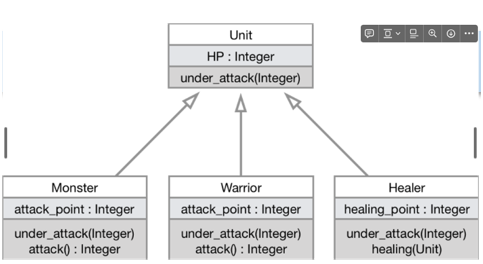 Unit
HP : Integer
under_attack(Integer)
Monster
attack_point : Integer
under_attack(Integer)
attack() : Integer
Warrior
attack_point : Integer
under_attack(Integer)
attack() : Integer
Healer
healing_point : Integer
under_attack(Integer)
healing(Unit)